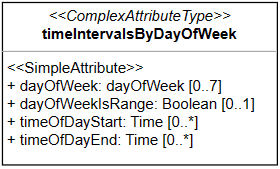 <<ComplexAttributeType>>
timeIntervalsByDayOfWeek
<<SimpleAttribute>>
+ dayOfWeek: dayOfWeek [0..7]
+ dayOfWeekIsRange: Boolean [0..1]
+ timeOfDayStart: Time [0..*]
+ timeOfDayEnd: Time [0..*]